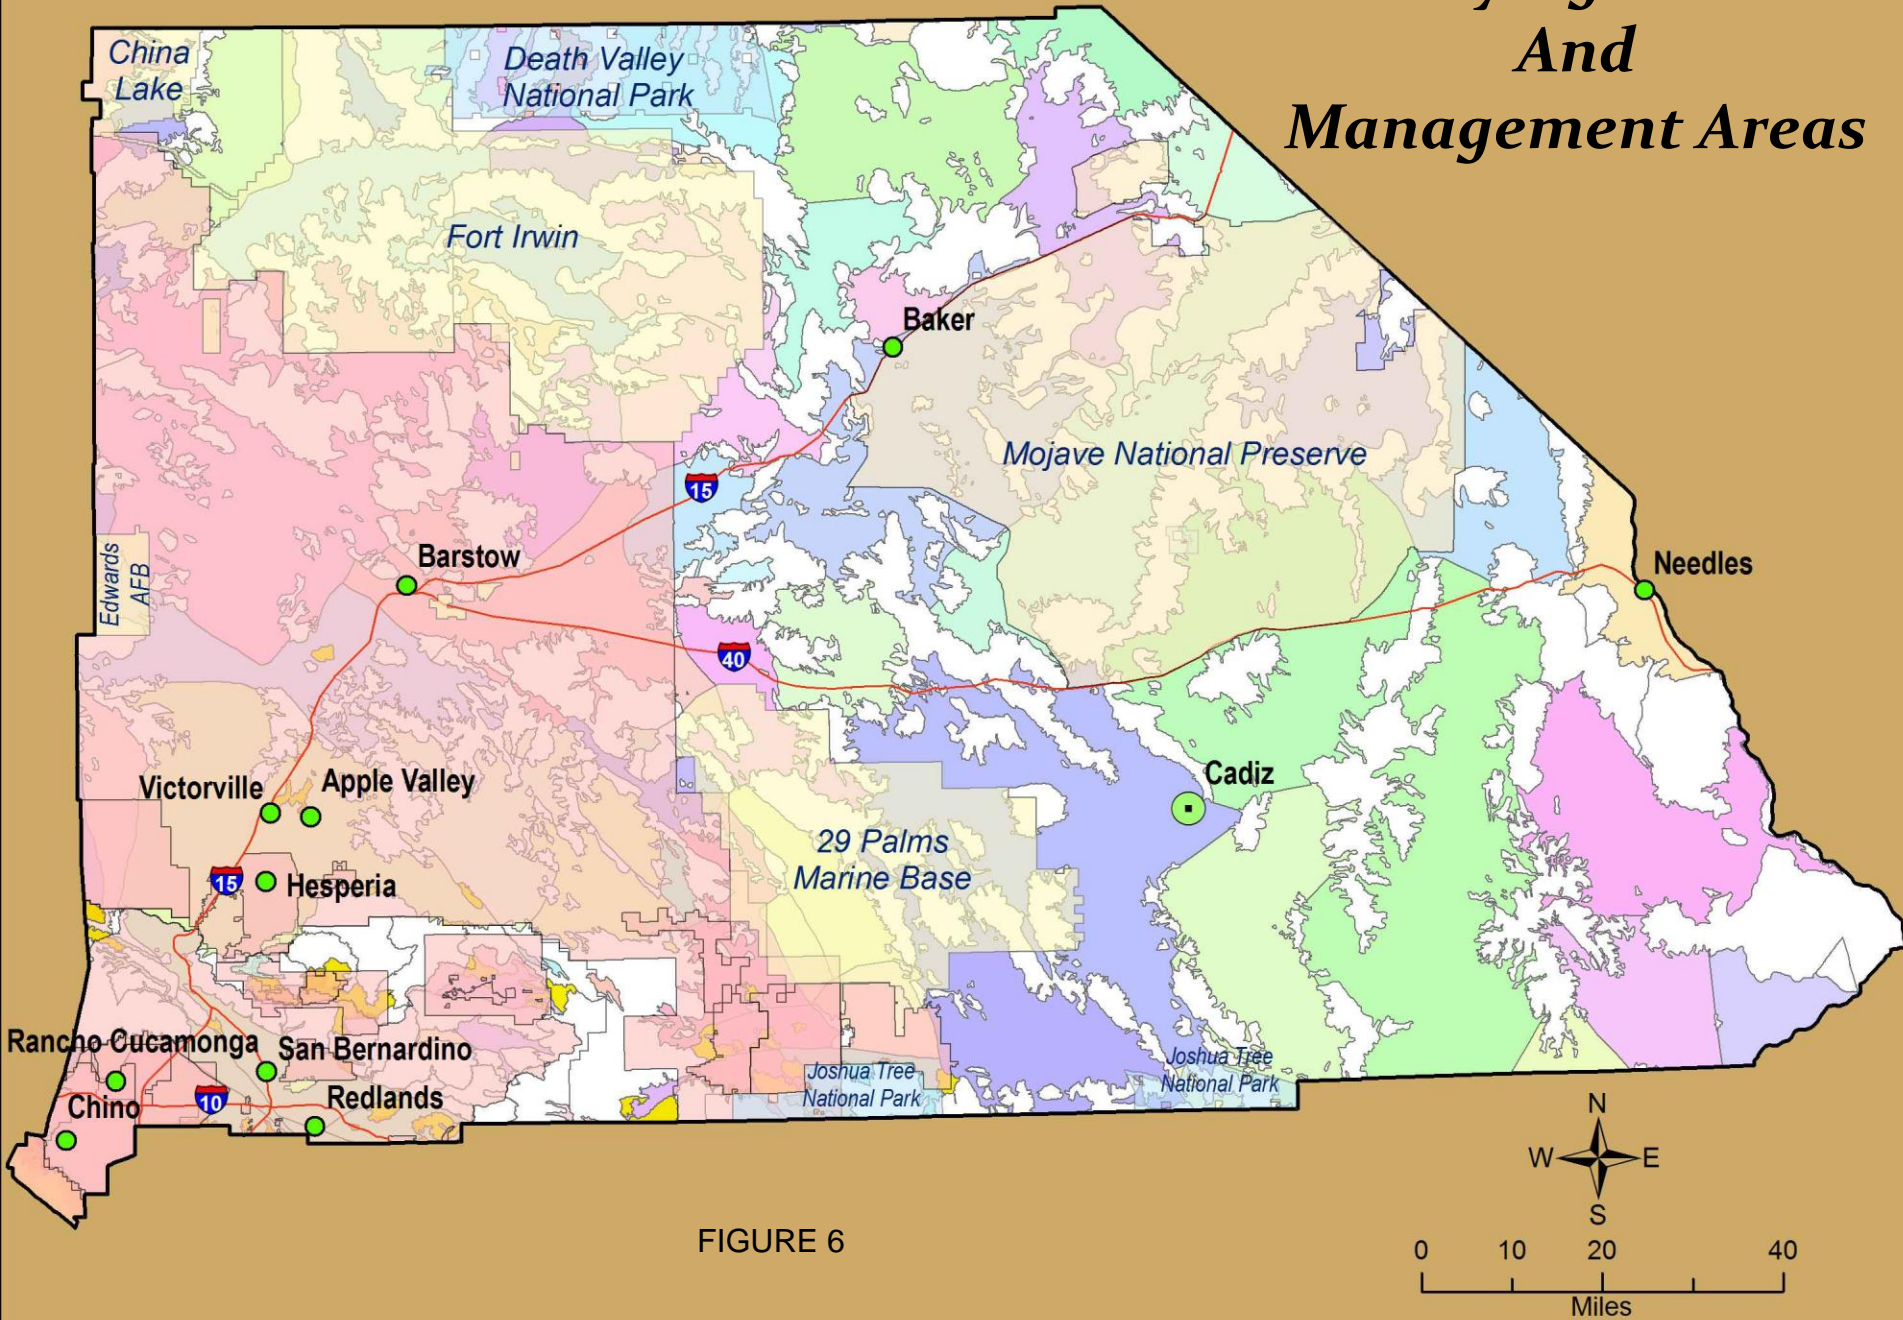 And
Management Areas
China
Lake
Death Valley
National Park
Fort Irwin
Baker
Mojave National Preserve
15
Barstow
Edwards
AFB
Needles
40
Cadiz
Victorville
Apple Valley
29 Palms
Marine Base
15
Hesperia
Rancho Cucamonga
San Bernardino
Joshua Tree
National Park
Joshua Tree
National Park
10
Redlands
Chino
N
W
E
S
FIGURE 6
0
10
20
40
Miles